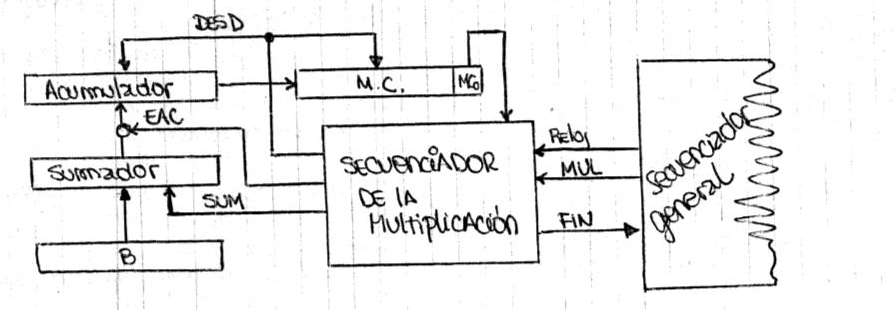 DESD
Acumulador
M.C.
MC0
EAC
Sumador
SUM
B
SECUENCIADOR
DE LA
MULtipliCACión
Reloj
MUL
FIN
Secuenciador
general